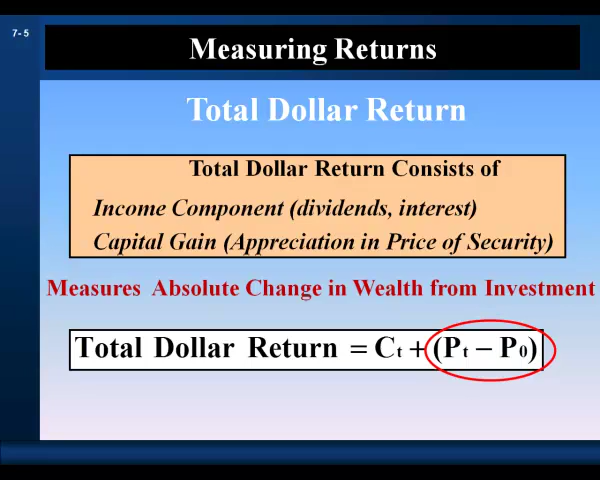 7- 5
Measuring Returns
Total Dollar Return
Total Dollar Return Consists of
Income Component (dividends, interest)
Capital Gain (Appreciation in Price of Security)
Measures Absolute Change in Wealth from Investment
Total Dollar Return = Ct + (Pt − P0)